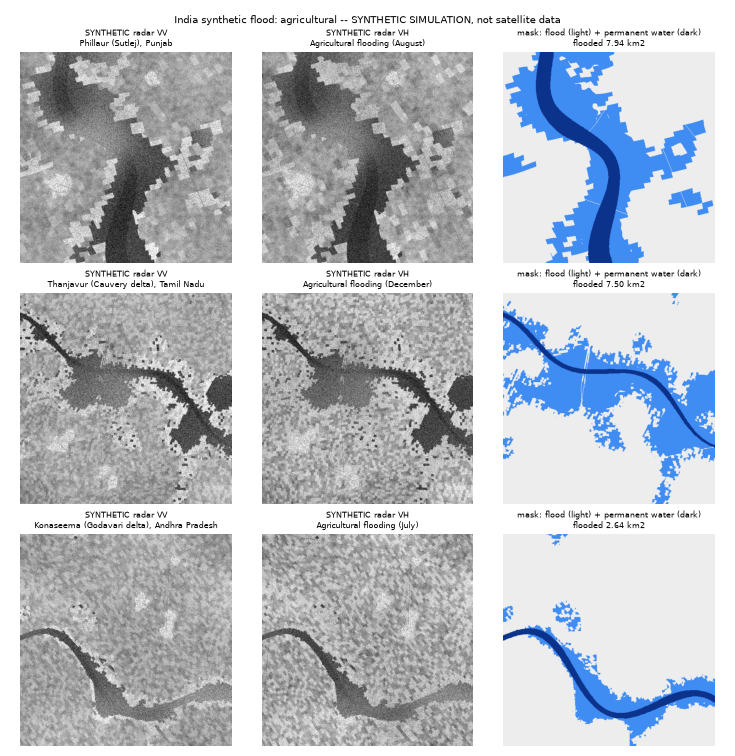 India synthetic flood: agricultural -- SYNTHETIC SIMULATION, not satellite data
SYNTHETIC radar VV
Phillaur (Sutlej), Punjab
SYNTHETIC radar VH
Agricultural flooding (August)
mask: flood (light) + permanent water (dark)
flooded 7.94 km2
SYNTHETIC radar VV
Thanjavur (Cauvery delta), Tamil Nadu
SYNTHETIC radar VH
Agricultural flooding (December)
mask: flood (light) + permanent water (dark)
flooded 7.50 km2
SYNTHETIC radar VV
Konaseema (Godavari delta), Andhra Pradesh
SYNTHETIC radar VH
Agricultural flooding (July)
mask: flood (light) + permanent water (dark)
flooded 2.64 km2